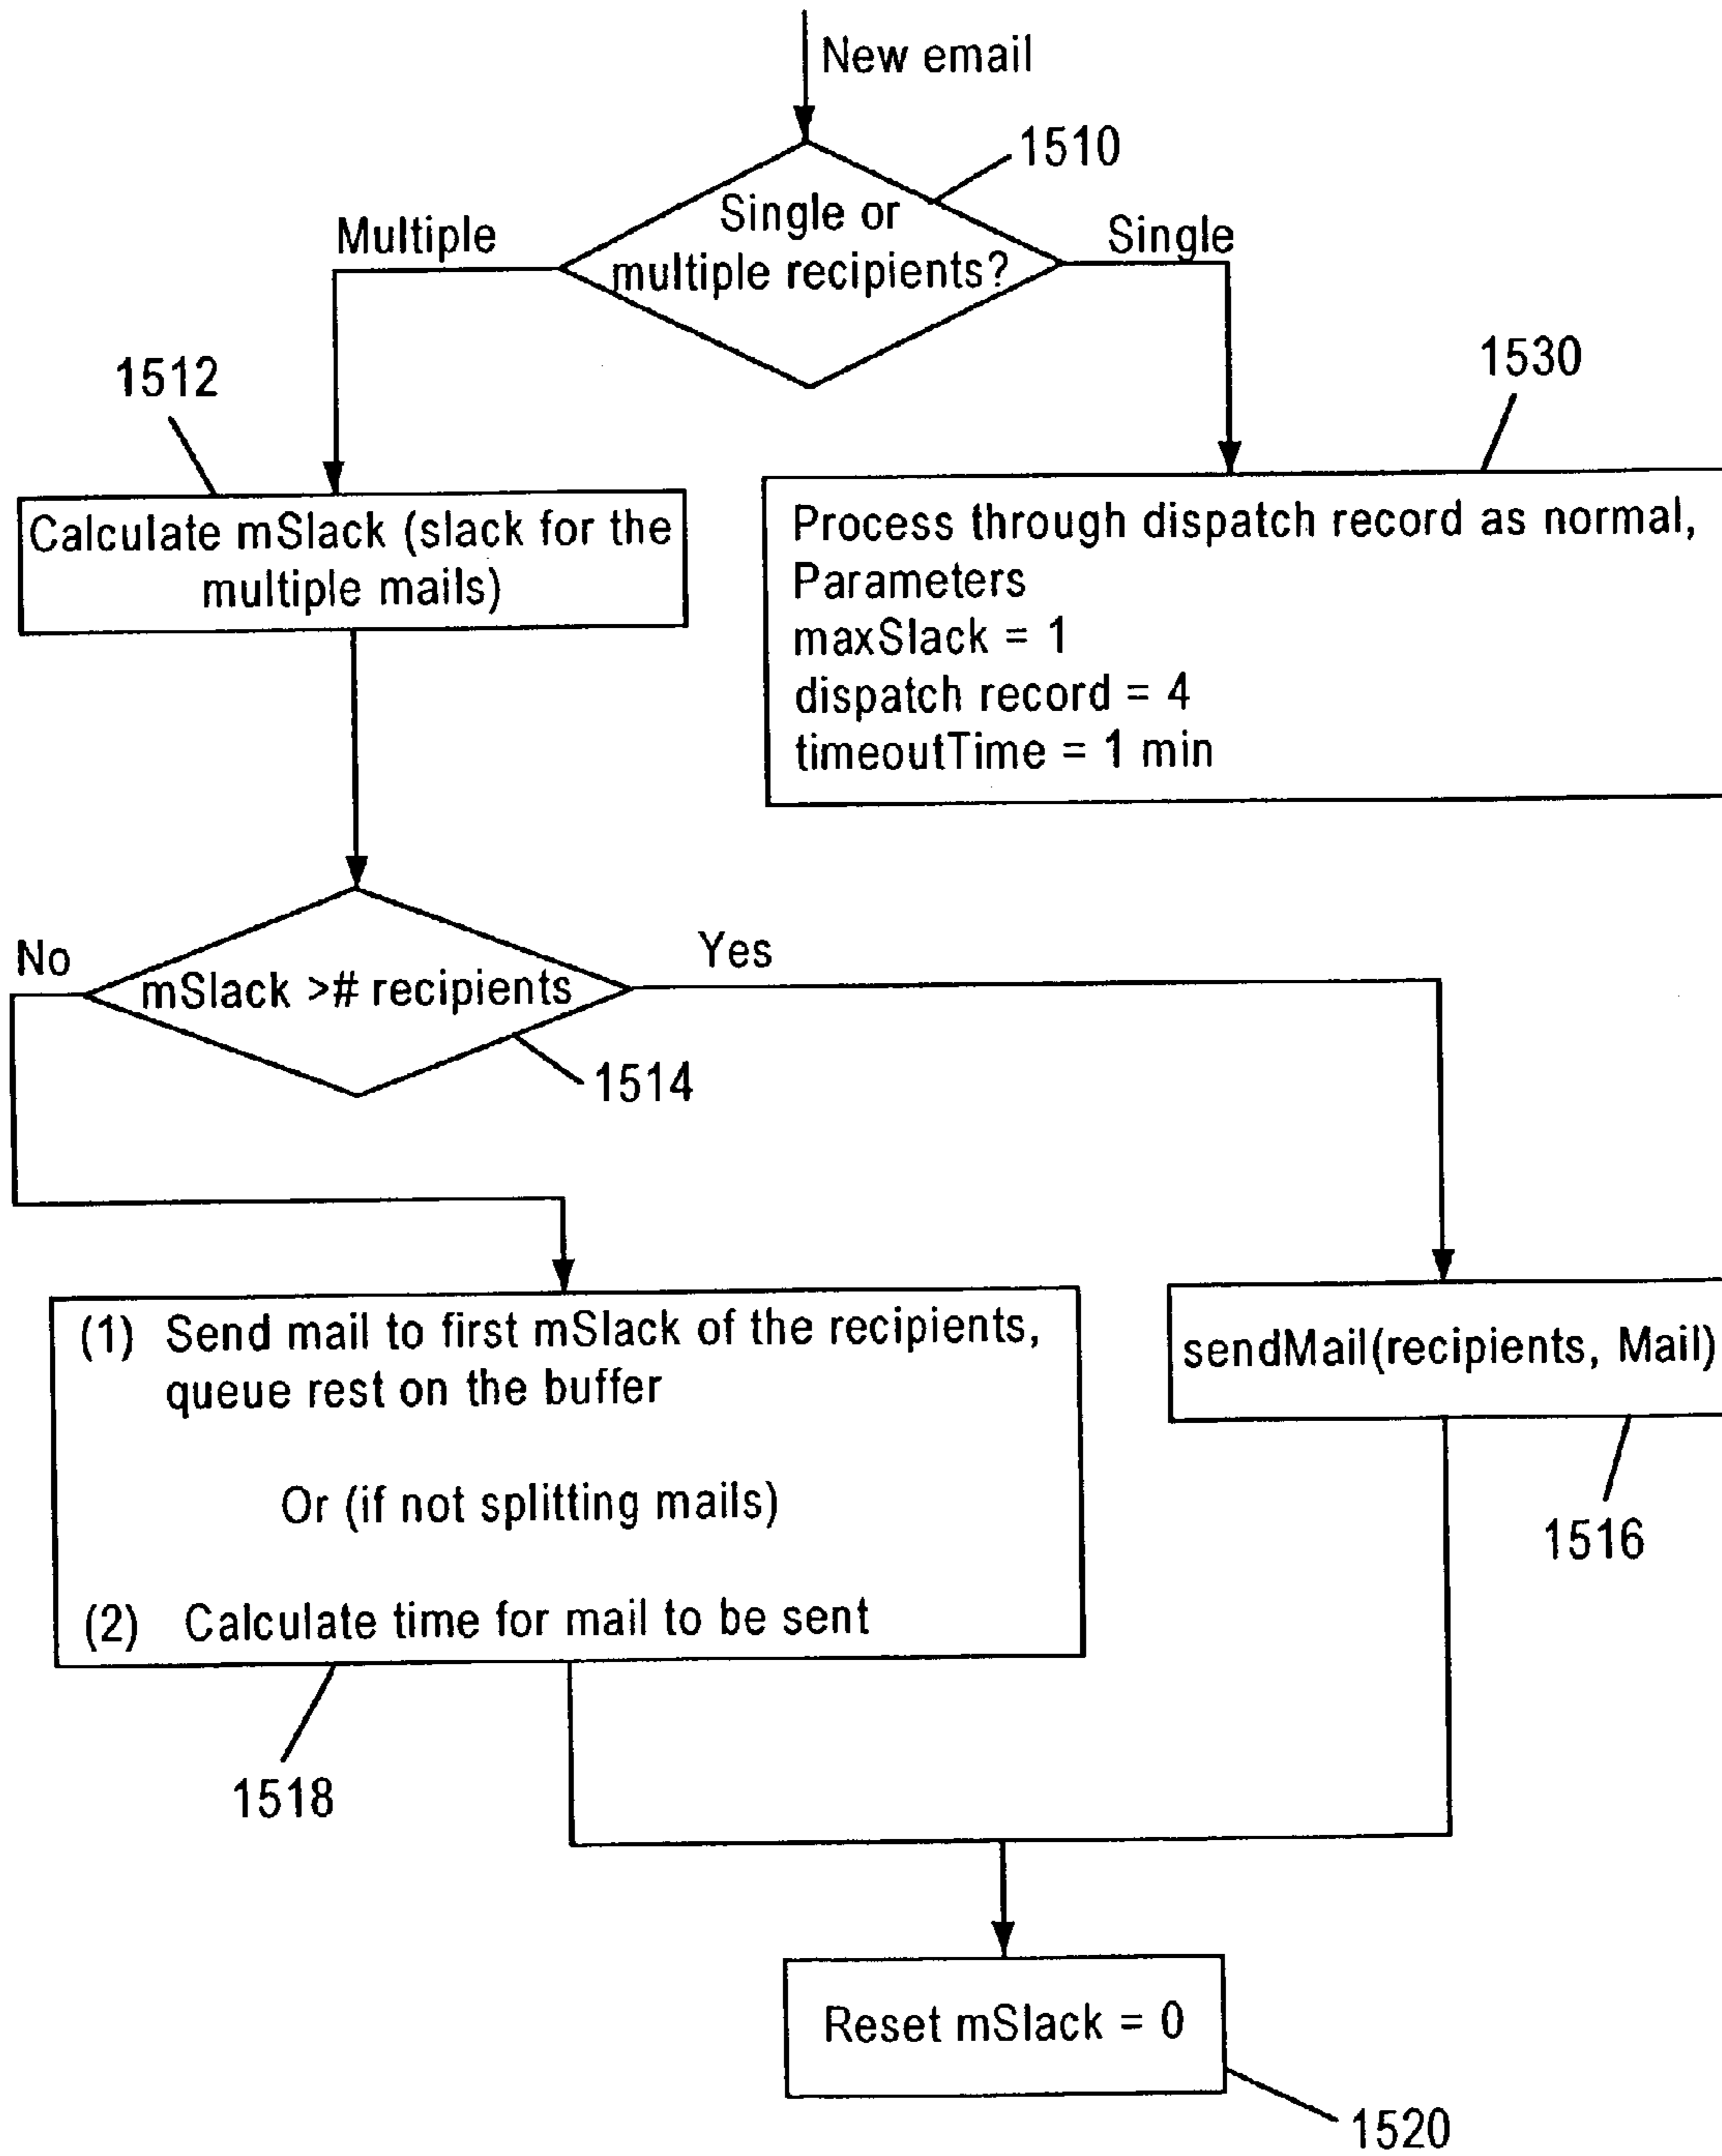 New email
1510
Single or
multiple recipients?
Multiple
Single
1512
1530
Calculate mSlack (slack for the
multiple mails)
Process through dispatch record as normal,
Parameters
maxSlack = 1
dispatch record = 4
timeoutTime = 1 min
No
Yes
mSlack ># recipients
1514
(1) Send mail to first mSlack of the recipients,
queue rest on the buffer
Or (if not splitting mails)
(2) Calculate time for mail to be sent
sendMail(recipients, Mail)
1516
1518
Reset mSlack = 0
1520